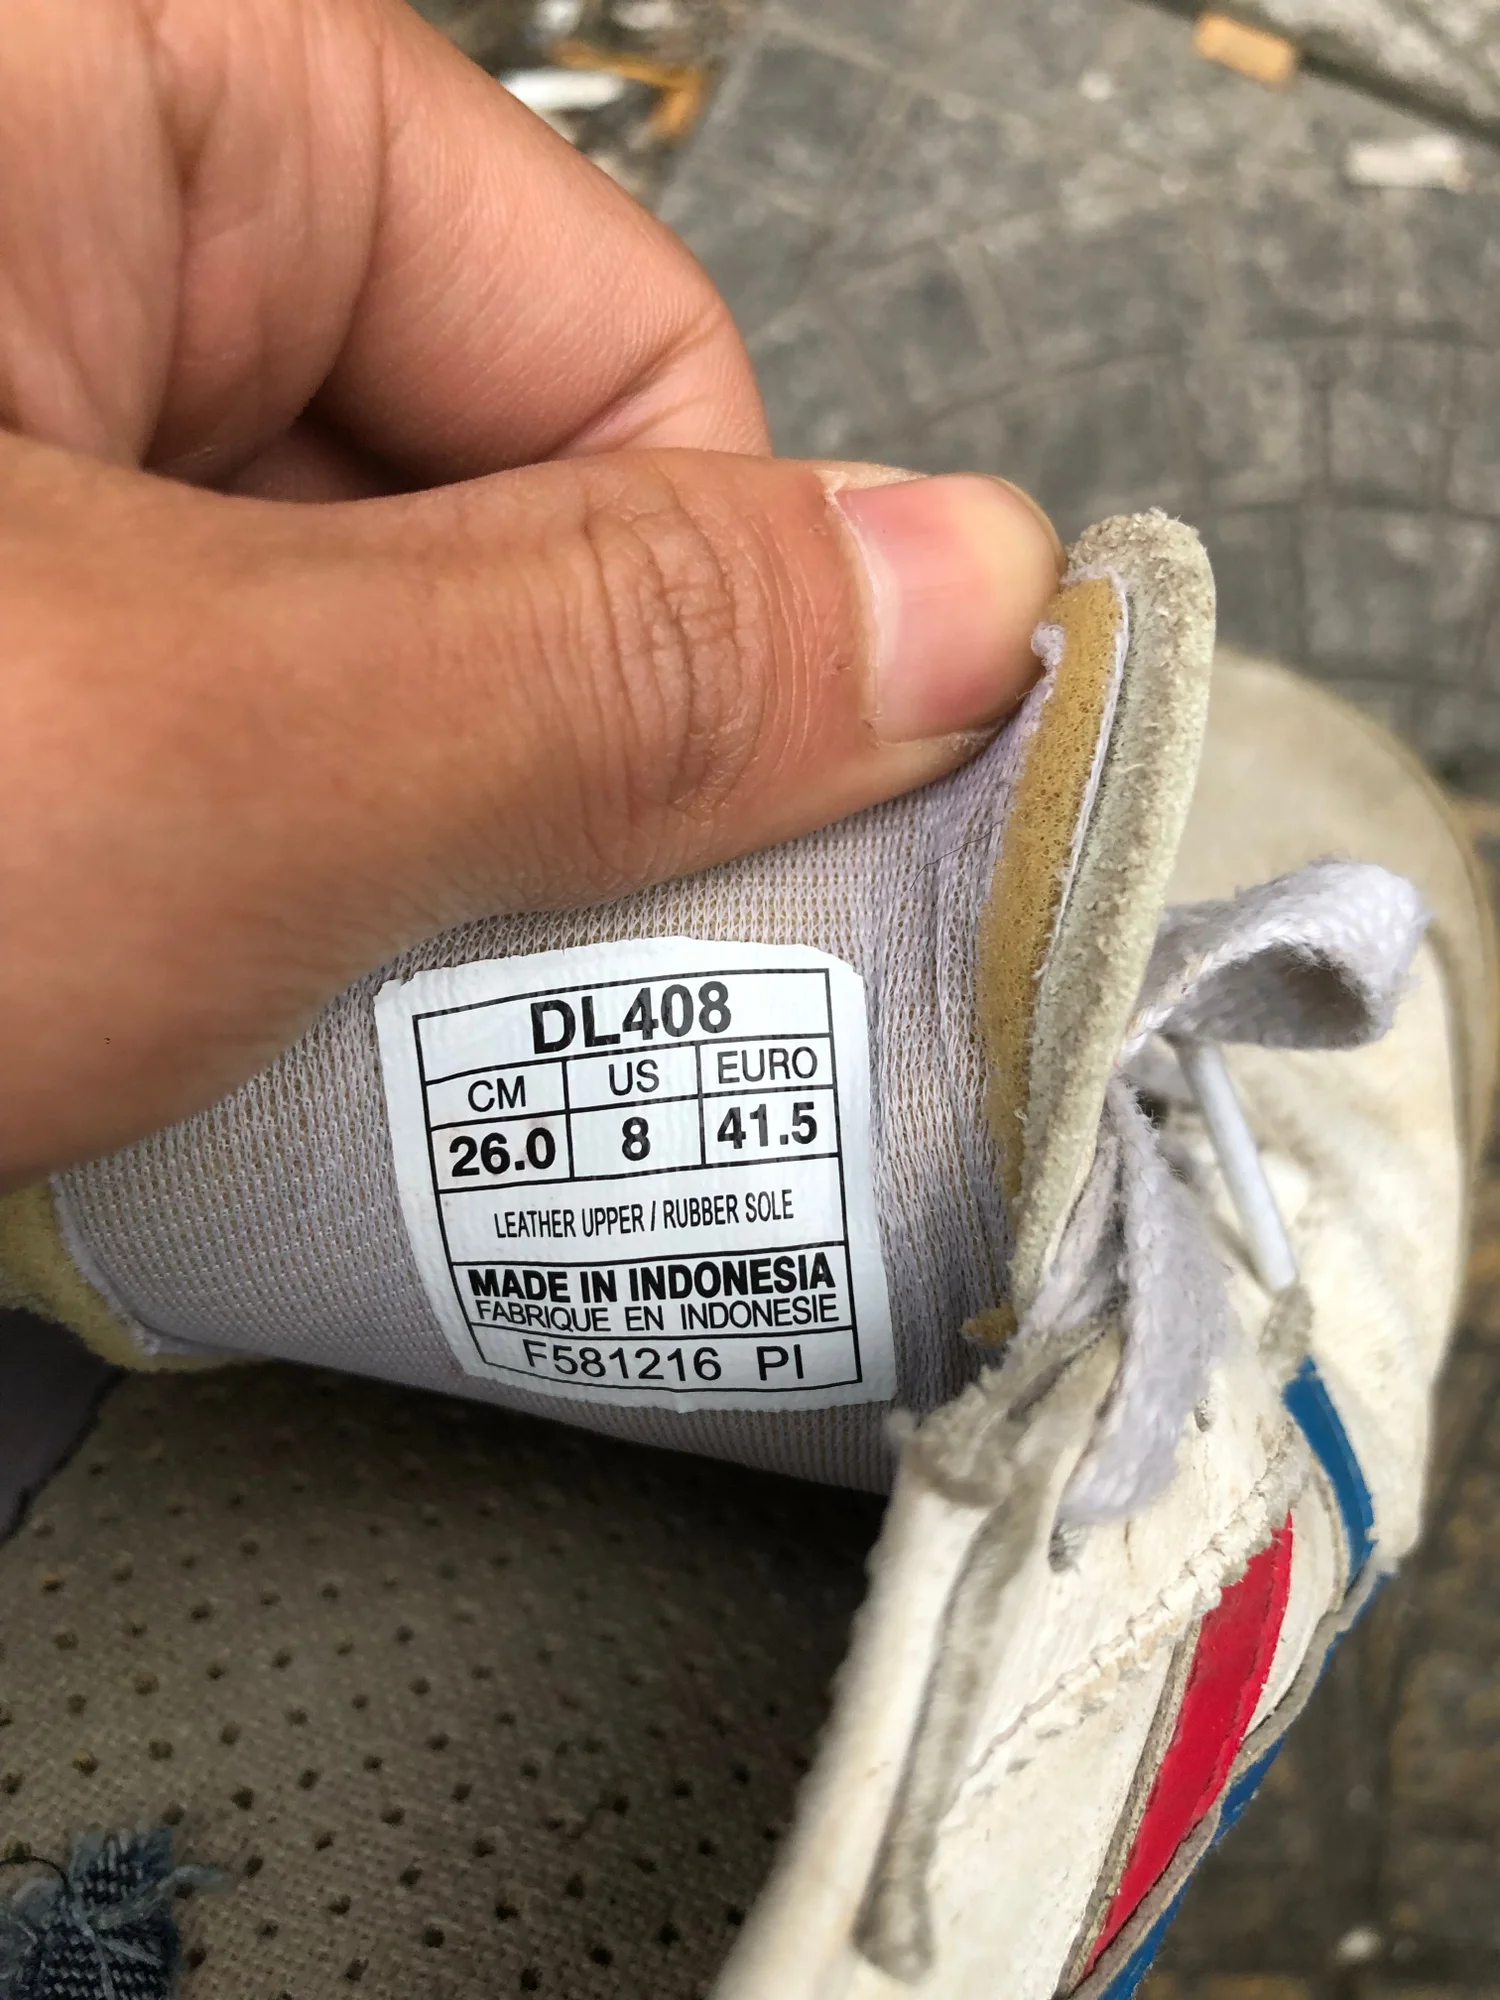 DL408
CM US EURO
26.0 8 41.5
LEATHER UPPER / RUBBER SOLE
MADE IN INDONESIA
FABRIQUE EN INDONESIE
F581216 PI